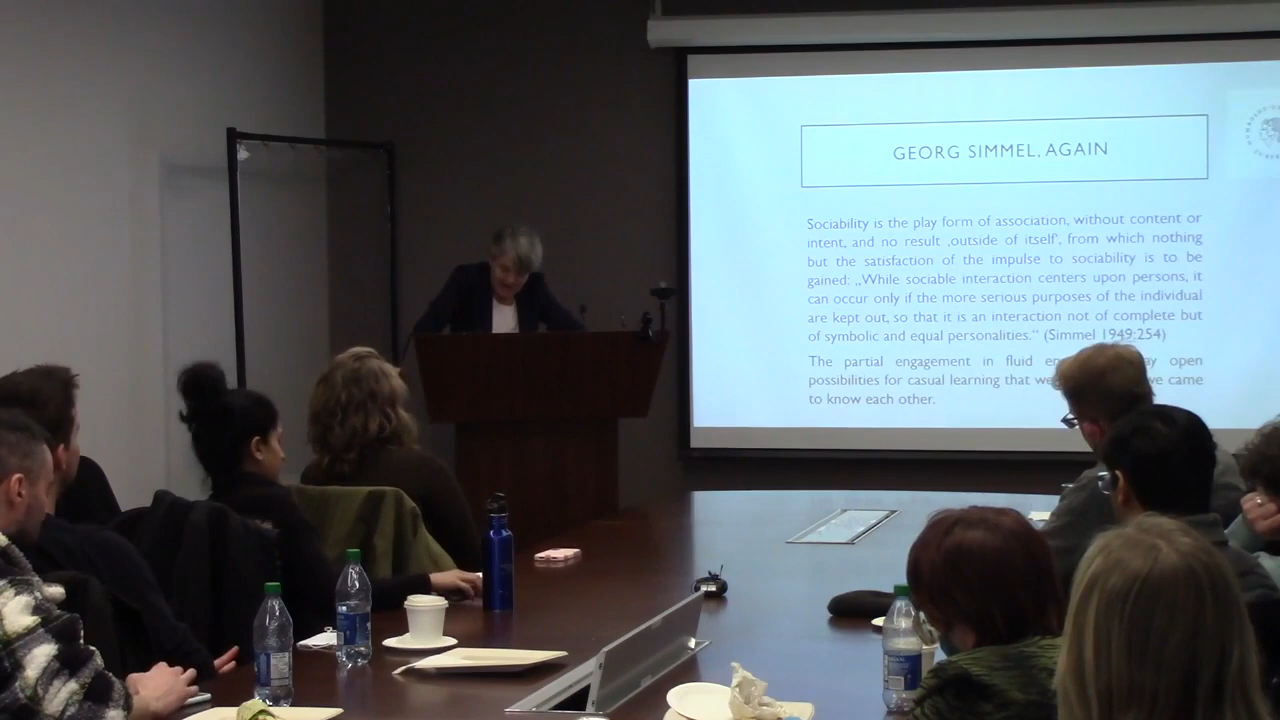 GEORG SIMMEL, AGAIN
Sociability is the play form of association, without content or
intent, and no result ‚outside of itself', from which nothing
but the satisfaction of the impulse to sociability is to be
gained: „While sociable interaction centers upon persons, it
can occur only if the more serious purposes of the individual
are kept out, so that it is an interaction not of complete but
of symbolic and equal personalities.“ (Simmel 1949:254)
The partial engagement in fluid open
possibilities for casual learning that came
to know each other.